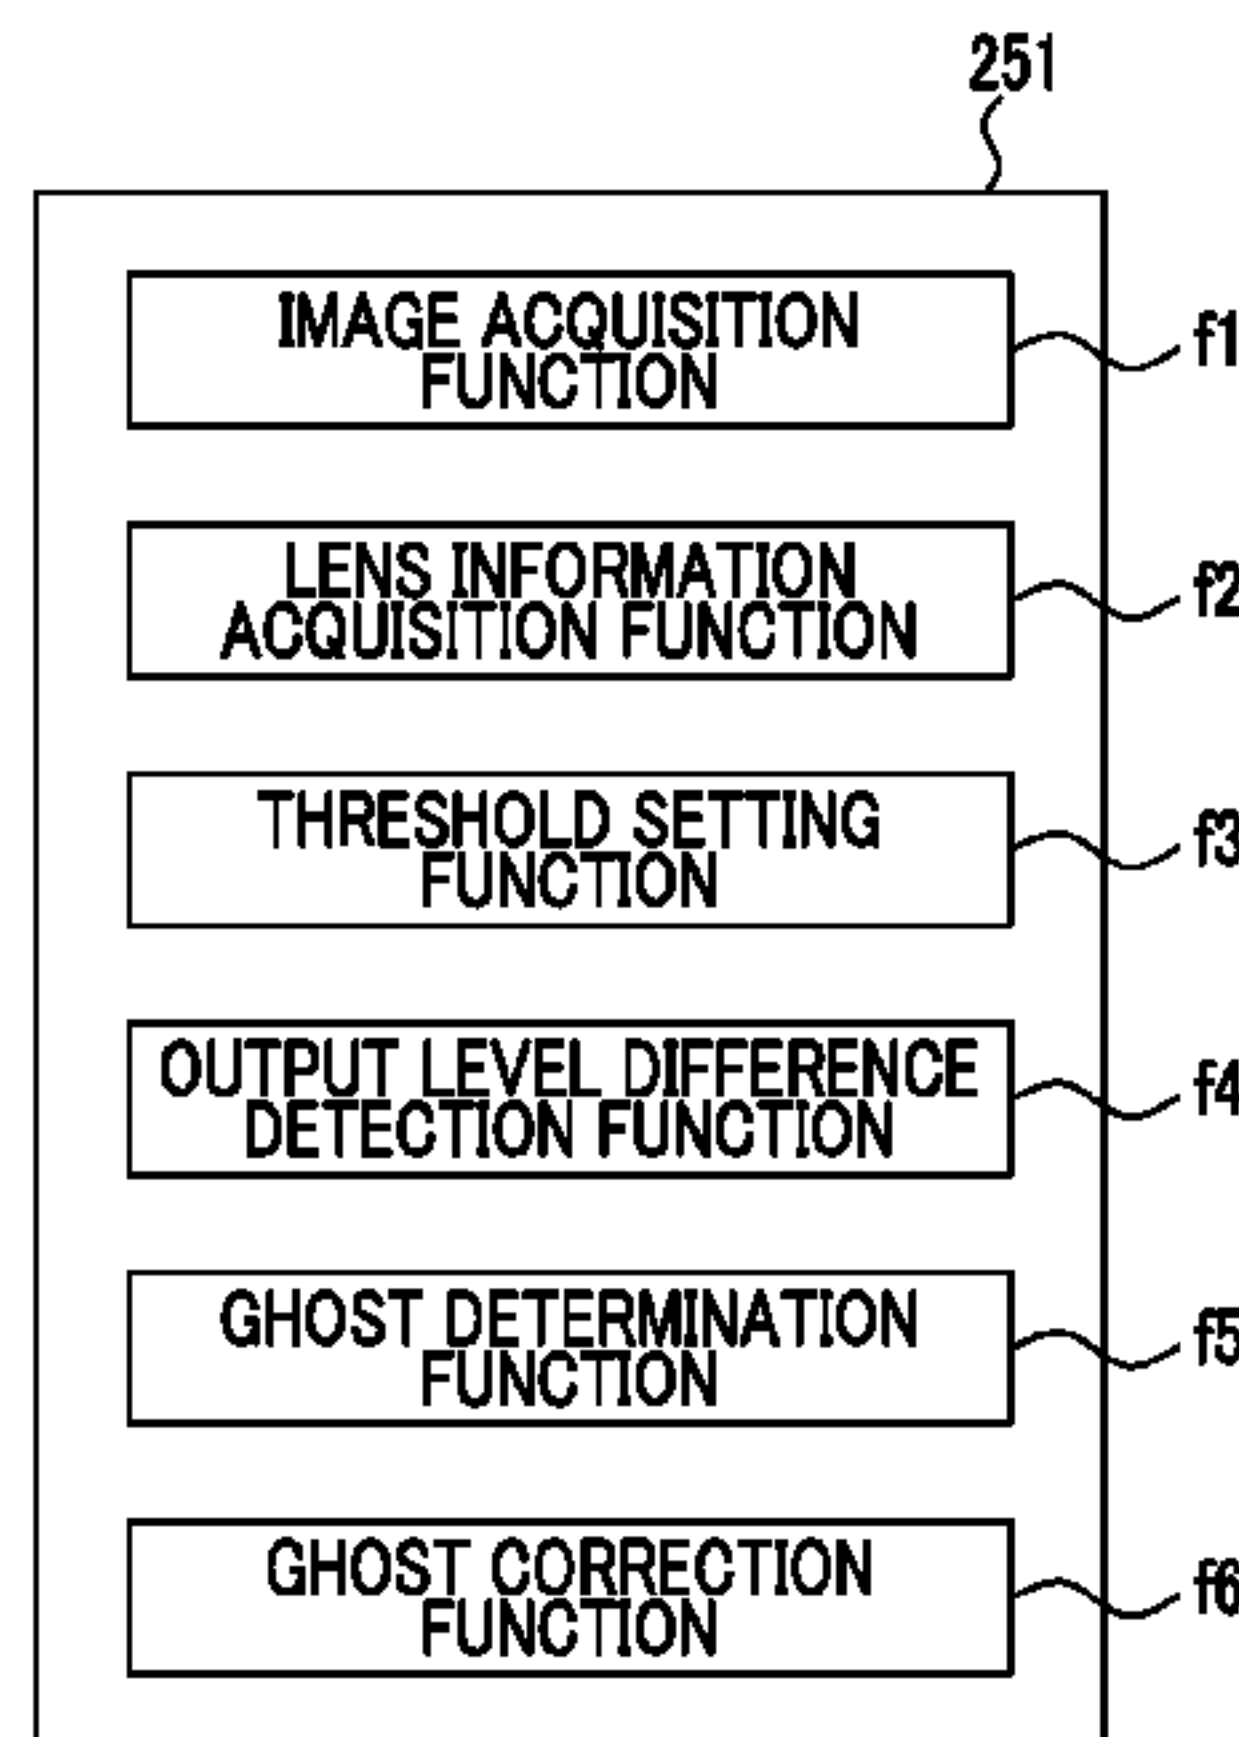 251
IMAGE ACQUISITION
FUNCTION
f1
LENS INFORMATION
ACQUISITION FUNCTION
f2
THRESHOLD SETTING
FUNCTION
f3
OUTPUT LEVEL DIFFERENCE
DETECTION FUNCTION
f4
GHOST DETERMINATION
FUNCTION
f5
GHOST CORRECTION
FUNCTION
f6